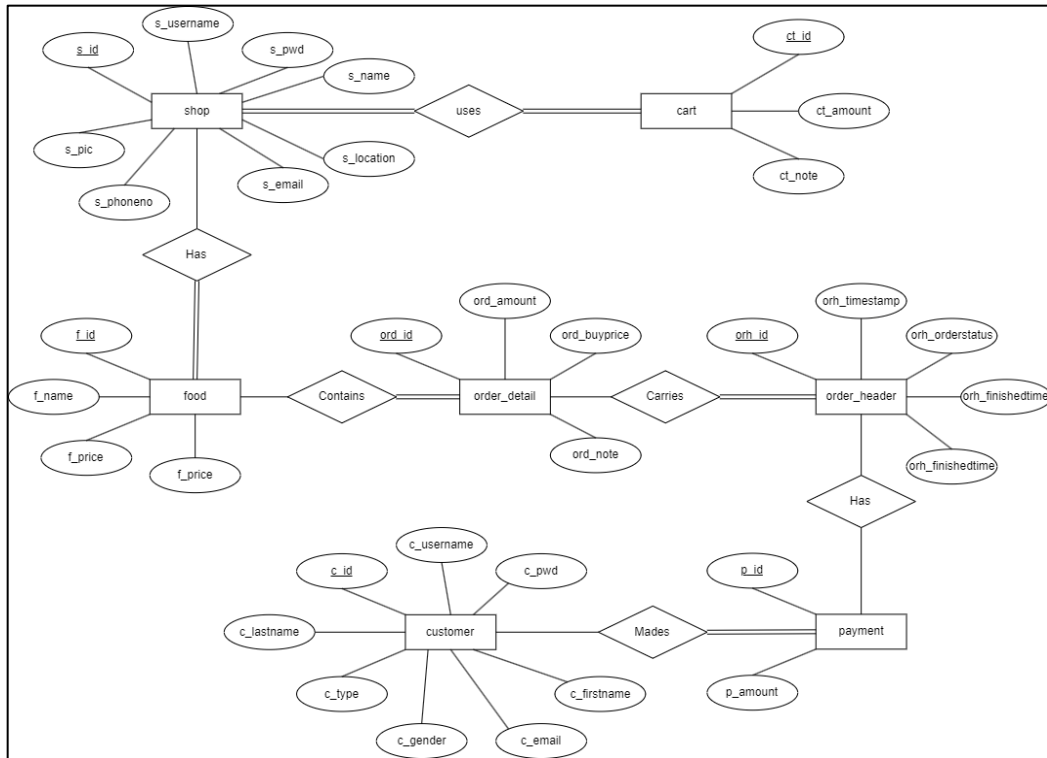 s_username
s_id
s_pwd
s_name
shop
s_pic
s_phoneno
s_email
s_location
uses
cart
ct_id
ct_amount
ct_note
Has
f_id
f_name
food
f_price
f_price
Contains
ord_id
ord_amount
ord_buyprice
order_detail
ord_note
Carries
orh_id
orh_timestamp
orh_orderstatus
order_header
orh_finishedtime
orh_finishedtime
Has
c_username
c_id
c_pwd
c_lastname
customer
c_type
c_gender
c_email
c_firstname
Mades
p_id
payment
p_amount